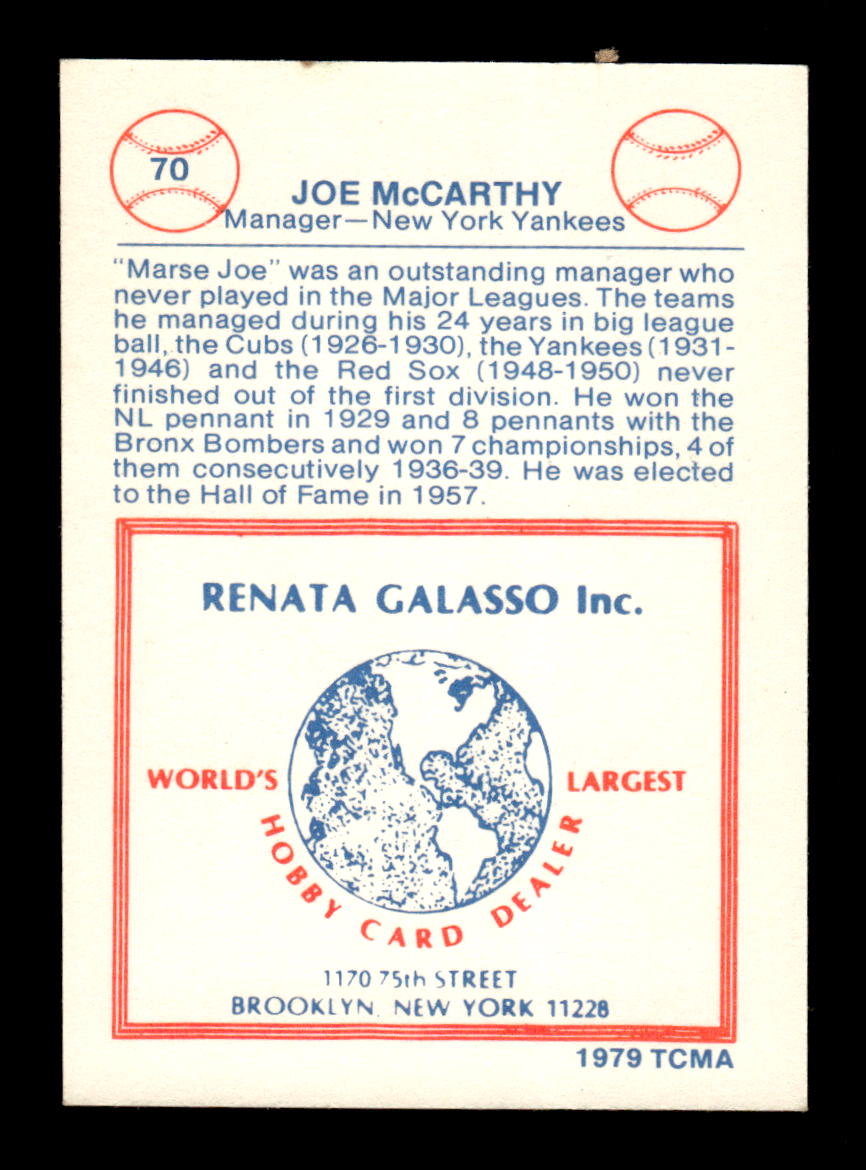 70
JOE McCARTHY
Manager—New York Yankees
“Marse Joe” was an outstanding manager who
never played in the Major Leagues. The teams
he managed during his 24 years in big league
ball, the Cubs (1926-1930), the Yankees (1931-
1946) and the Red Sox (1948-1950) never
finished out of the first division. He won the
NL pennant in 1929 and 8 pennants with the
Bronx Bombers and won 7 championships, 4 of
them consecutively 1936-39. He was elected
to the Hall of Fame in 1957.
RENATA GALASSO Inc.
WORLD'S LARGEST
HOBBY CARD DEALER
1170 75th STREET
BROOKLYN, NEW YORK 11228
1979 TCMA